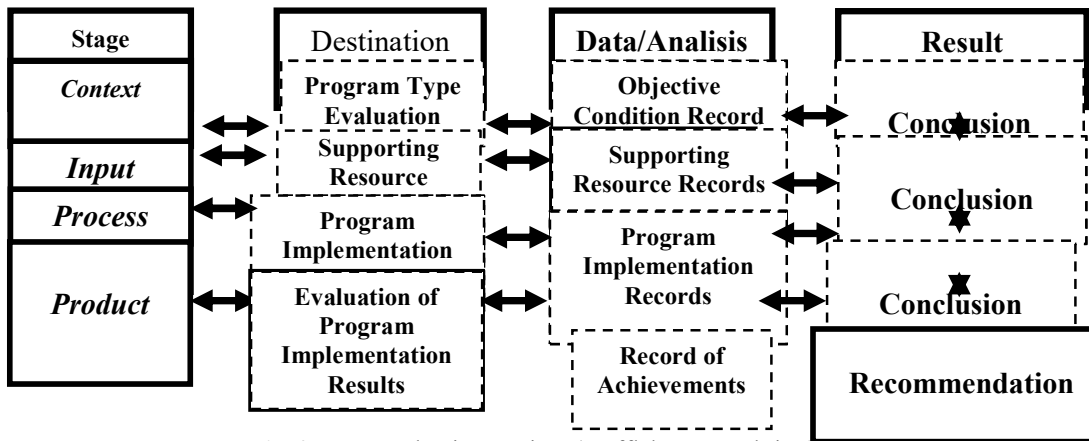 Stage
Destination
Data/Analisis
Result
Context
Program Type
Evaluation
Objective
Condition Record
Conclusion
Input
Supporting
Resource
Supporting
Resource Records
Conclusion
Process
Program
Implementation
Program
Implementation
Records
Conclusion
Product
Evaluation of
Program
Implementation
Results
Record of
Achievements
Recommendation